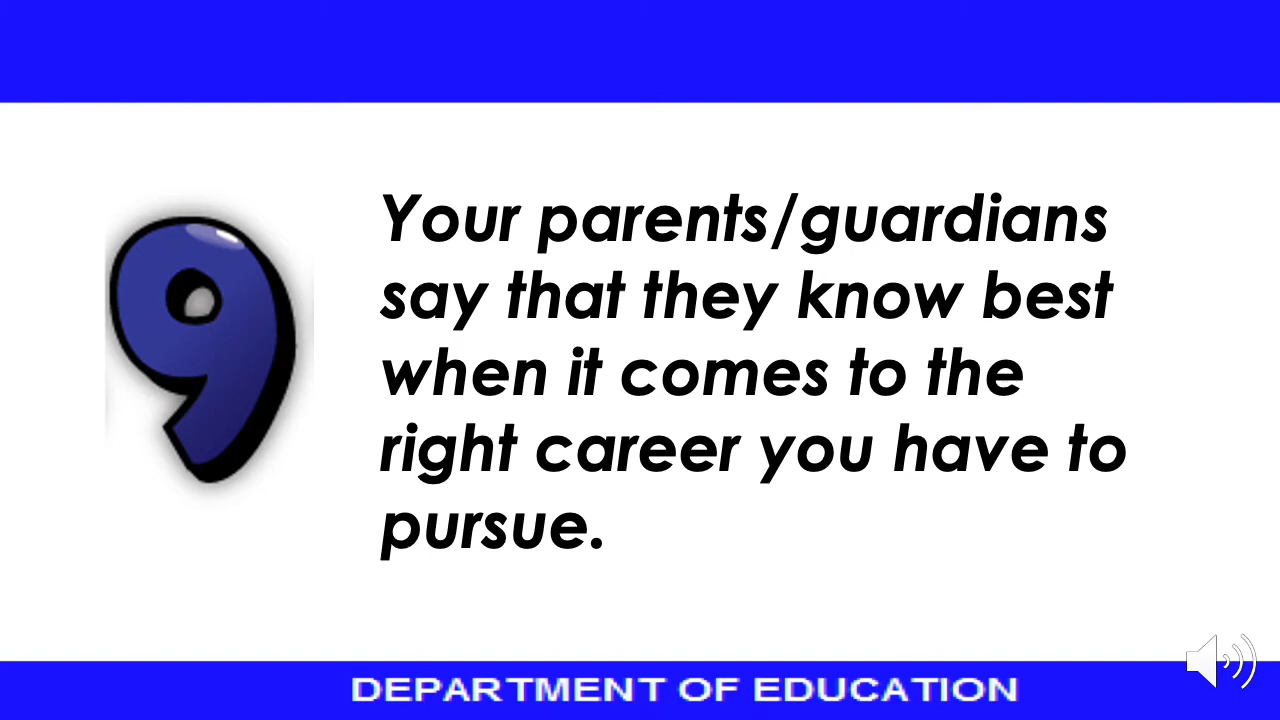 9
Your parents/guardians
say that they know best
when it comes to the
right career you have to
pursue.
DEPARTMENT OF EDUCATION